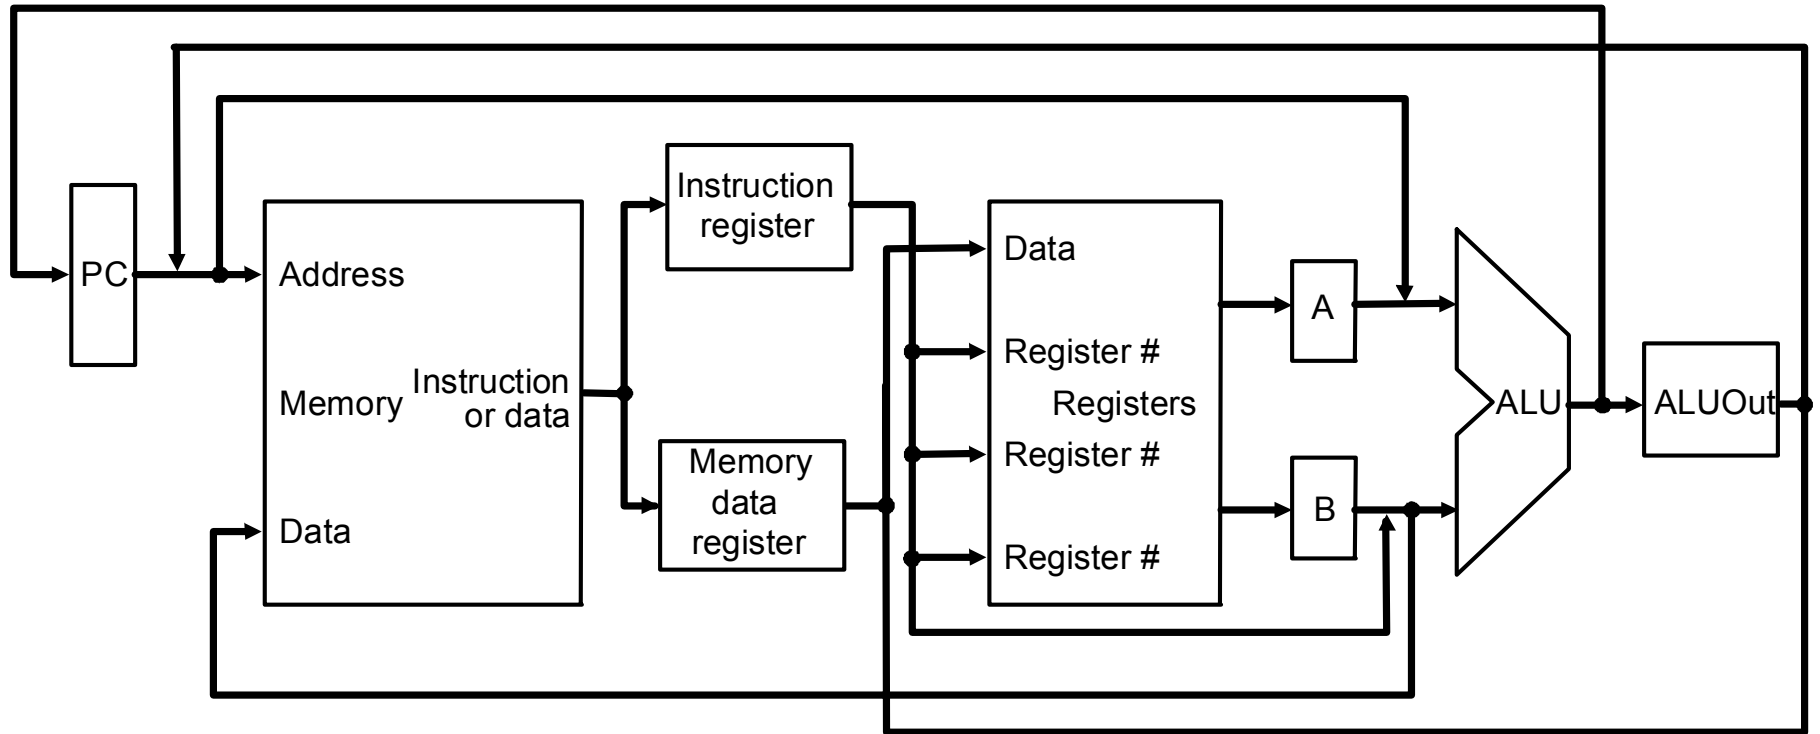 PC
Address
Memory
Instruction
or data
Data
Instruction
register
Memory
data
register
Data
Register #
Registers
Register #
Register #
A
B
ALU
ALUOut